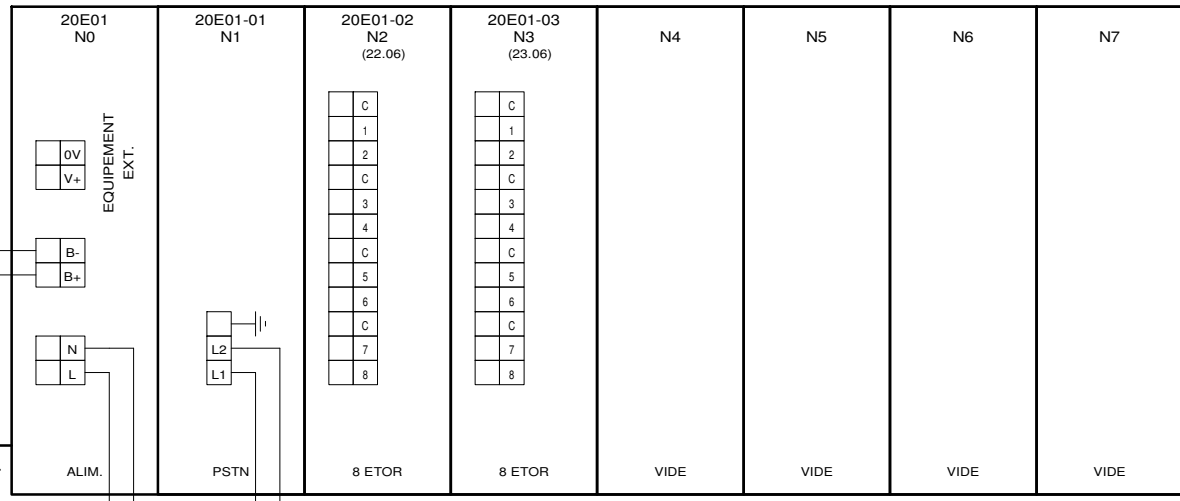 20E01
N0
EQUIPEMENT
EXT.
0V
V+
B-
B+
N
L
ALIM.
20E01-01
N1
L2
L1
PSTN
20E01-02
N2
(22.06)
C
1
2
C
3
4
C
5
6
C
7
8
8 ETOR
20E01-03
N3
(23.06)
C
1
2
C
3
4
C
5
6
C
7
8
8 ETOR
N4
VIDE
N5
VIDE
N6
VIDE
N7
VIDE